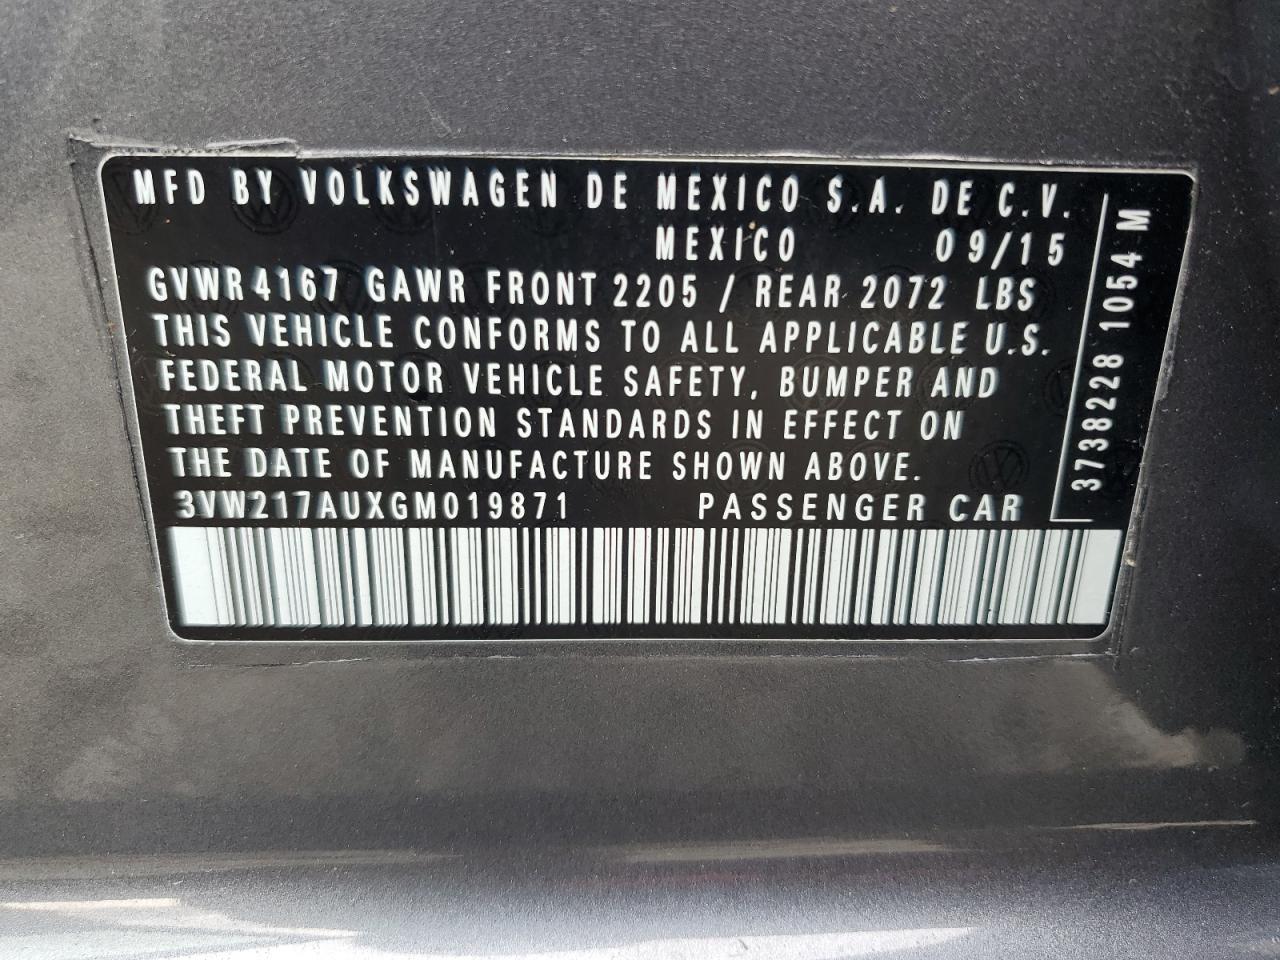 MFD BY VOLKSWAGEN DE MEXICO S.A. DE C.V.
MEXICO 09/15
GVWR 4167 GAWR FRONT 2205 / REAR 2072 LBS
THIS VEHICLE CONFORMS TO ALL APPLICABLE U.S.
FEDERAL MOTOR VEHICLE SAFETY, BUMPER AND
THEFT PREVENTION STANDARDS IN EFFECT ON
THE DATE OF MANUFACTURE SHOWN ABOVE.
3VW217AUXGM019871 PASSENGER CAR
3738228 1054 M